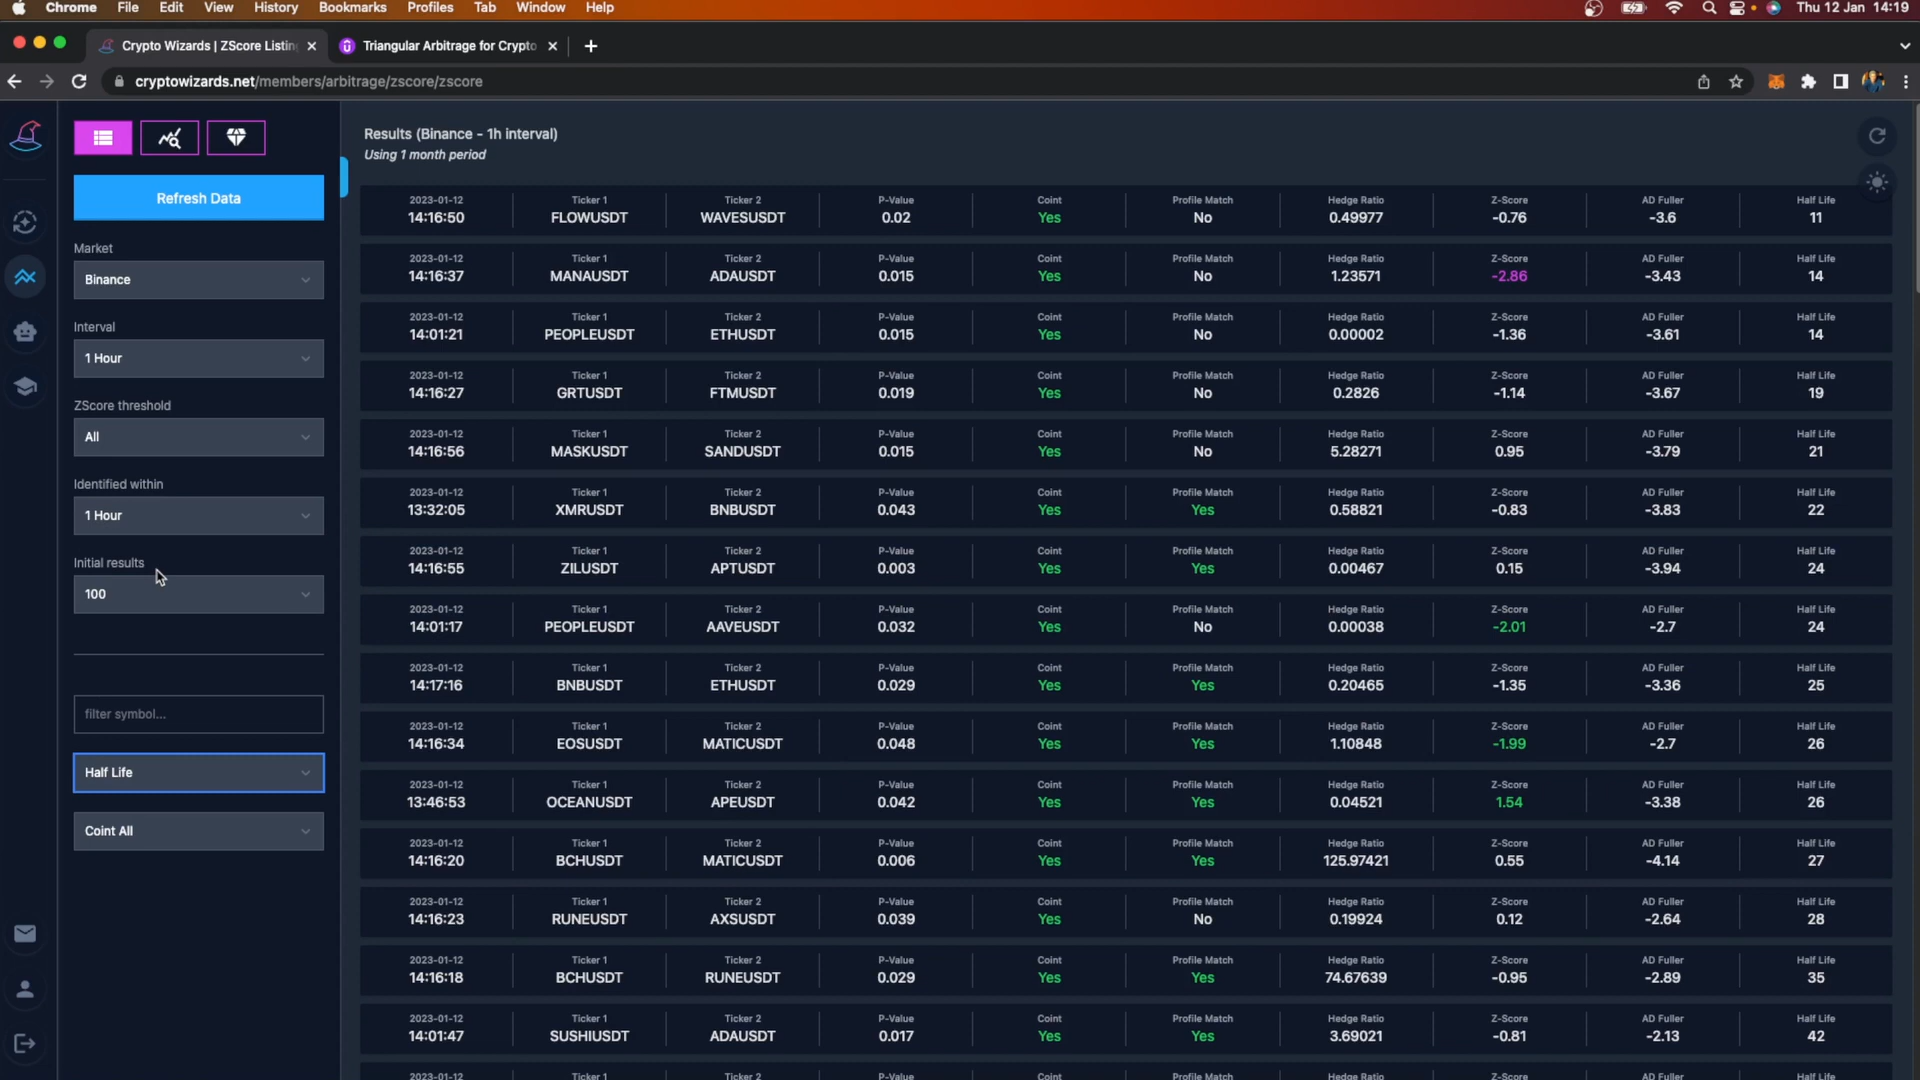 Chrome File Edit View History Bookmarks Profiles Tab Window Help Thu 12 Jan 14:19
Crypto Wizards | ZScore Listin Triangular Arbitrage for Crypto
cryptowizards.net/members/arbitrage/zscore/zscore
Refresh Data
Market
Binance
Interval
1 Hour
ZScore threshold
All
Identified within
1 Hour
Initial results
100
filter symbol...
Half Life
Coint All
Results (Binance - 1h interval)
Using 1 month period
2023-01-12 Ticker 1 Ticker 2 P-Value Coint Profile Match Hedge Ratio Z-Score AD Fuller Half Life
14:16:50 FLOWUSDT WAVESUSDT 0.02 Yes No 0.49977 -0.76 -3.6 11
2023-01-12 Ticker 1 Ticker 2 P-Value Coint Profile Match Hedge Ratio Z-Score AD Fuller Half Life
14:16:37 MANAUSDT ADAUSDT 0.015 Yes No 1.23571 -2.86 -3.43 14
2023-01-12 Ticker 1 Ticker 2 P-Value Coint Profile Match Hedge Ratio Z-Score AD Fuller Half Life
14:01:21 PEOPLEUSDT ETHUSDT 0.015 Yes No 0.00002 -1.36 -3.61 14
2023-01-12 Ticker 1 Ticker 2 P-Value Coint Profile Match Hedge Ratio Z-Score AD Fuller Half Life
14:16:27 GRTUSDT FTMUSDT 0.019 Yes No 0.2826 -1.14 -3.67 19
2023-01-12 Ticker 1 Ticker 2 P-Value Coint Profile Match Hedge Ratio Z-Score AD Fuller Half Life
14:16:56 MASKUSDT SANDUSDT 0.015 Yes No 5.28271 0.95 -3.79 21
2023-01-12 Ticker 1 Ticker 2 P-Value Coint Profile Match Hedge Ratio Z-Score AD Fuller Half Life
13:32:05 XMRUSDT BNBUSDT 0.043 Yes Yes 0.58821 -0.83 -3.83 22
2023-01-12 Ticker 1 Ticker 2 P-Value Coint Profile Match Hedge Ratio Z-Score AD Fuller Half Life
14:16:55 ZILUSDT APTUSDT 0.003 Yes Yes 0.00467 0.15 -3.94 24
2023-01-12 Ticker 1 Ticker 2 P-Value Coint Profile Match Hedge Ratio Z-Score AD Fuller Half Life
14:01:17 PEOPLEUSDT AAVEUSDT 0.032 Yes No 0.00038 -2.01 -2.7 24
2023-01-12 Ticker 1 Ticker 2 P-Value Coint Profile Match Hedge Ratio Z-Score AD Fuller Half Life
14:17:16 BNBUSDT ETHUSDT 0.029 Yes Yes 0.20465 -1.35 -3.36 25
2023-01-12 Ticker 1 Ticker 2 P-Value Coint Profile Match Hedge Ratio Z-Score AD Fuller Half Life
14:16:34 EOSUSDT MATICUSDT 0.048 Yes Yes 1.10848 -1.99 -2.7 26
2023-01-12 Ticker 1 Ticker 2 P-Value Coint Profile Match Hedge Ratio Z-Score AD Fuller Half Life
13:46:53 OCEANUSDT APEUSDT 0.042 Yes Yes 0.04521 1.54 -3.38 26
2023-01-12 Ticker 1 Ticker 2 P-Value Coint Profile Match Hedge Ratio Z-Score AD Fuller Half Life
14:16:20 BCHUSDT MATICUSDT 0.006 Yes Yes 125.97421 0.55 -4.14 27
2023-01-12 Ticker 1 Ticker 2 P-Value Coint Profile Match Hedge Ratio Z-Score AD Fuller Half Life
14:16:23 RUNEUSDT AXSUSDT 0.039 Yes No 0.19924 0.12 -2.64 28
2023-01-12 Ticker 1 Ticker 2 P-Value Coint Profile Match Hedge Ratio Z-Score AD Fuller Half Life
14:16:18 BCHUSDT RUNEUSDT 0.029 Yes Yes 74.67639 -0.95 -2.89 35
2023-01-12 Ticker 1 Ticker 2 P-Value Coint Profile Match Hedge Ratio Z-Score AD Fuller Half Life
14:01:47 SUSHIUSDT ADAUSDT 0.017 Yes Yes 3.69021 -0.81 -2.13 42
2023-01-12 Ticker 1 Ticker 2 P-Value Coint Profile Match Hedge Ratio Z-Score AD Fuller Half Life